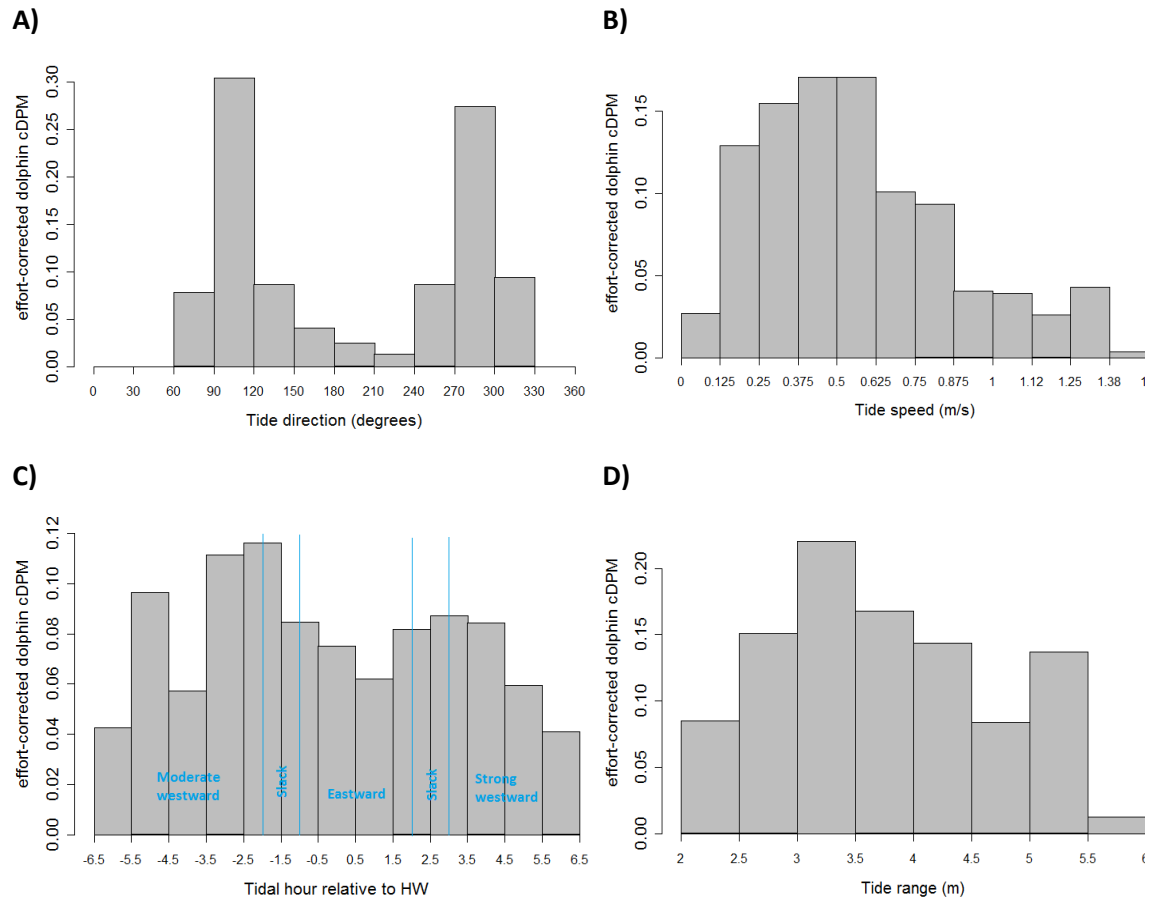 A)
effort-corrected dolphin cDPM
0.00 0.05 0.10 0.15 0.20 0.25 0.30
0 30 60 90 120 150 180 210 240 270 300 330 360
Tide direction (degrees)
B)
effort-corrected dolphin cDPM
0.00 0.05 0.10 0.15
0 0.125 0.25 0.375 0.5 0.625 0.75 0.875 1 1.12 1.25 1.38 1
Tide speed (m/s)
C)
effort-corrected dolphin cDPM
0.00 0.02 0.04 0.06 0.08 0.10 0.12
Moderate
westward
slack
Eastward
slack
Strong
westward
-6.5 -5.5 -4.5 -3.5 -2.5 -1.5 -0.5 0.5 1.5 2.5 3.5 4.5 5.5 6.5
Tidal hour relative to HW
D)
effort-corrected dolphin cDPM
0.00 0.05 0.10 0.15 0.20
2 2.5 3 3.5 4 4.5 5 5.5 6
Tide range (m)